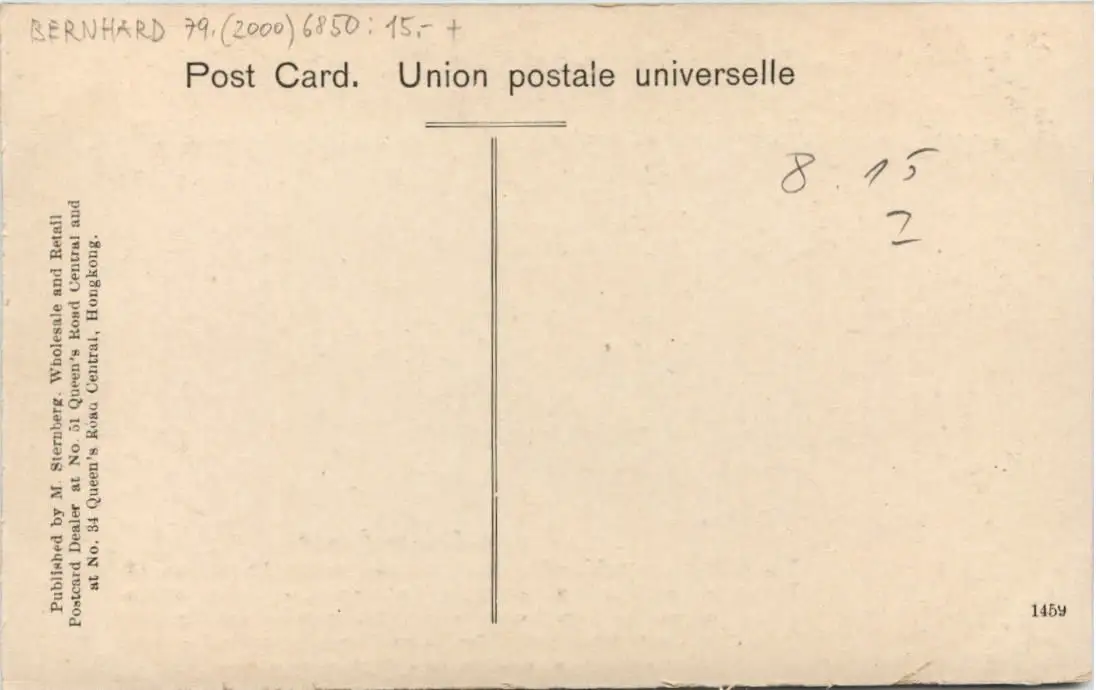 BERNHARD 79. (2000) 6850: 15,- +
Post Card. Union postale universelle
8. 15
I
Published by M. Sternberg. Wholesale and Retail
Postcard Dealer at No. 51 Queen's Road Central and
at No. 34 Queen's Road Central, Hongkong.
1459